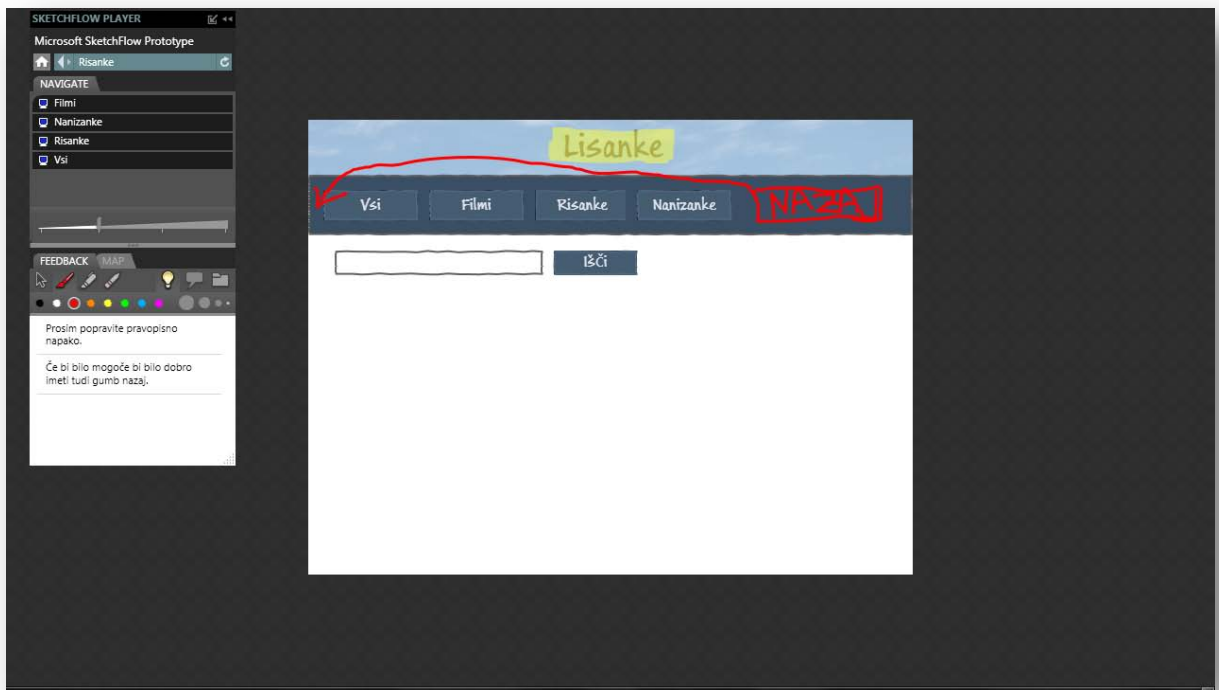 SKETCHFLOW PLAYER
Microsoft SketchFlow Prototype
Risanke
NAVIGATE
Filmi
Nanizanke
Risanke
Vsi
FEEDBACK MAP
Prosim popravite pravopisno
napako.
Če bi bilo mogoče bi bilo dobro
imeti tudi gumb nazaj.
Lisanke
Vsi Filmi Risanke Nanizanke NAZA
Išči